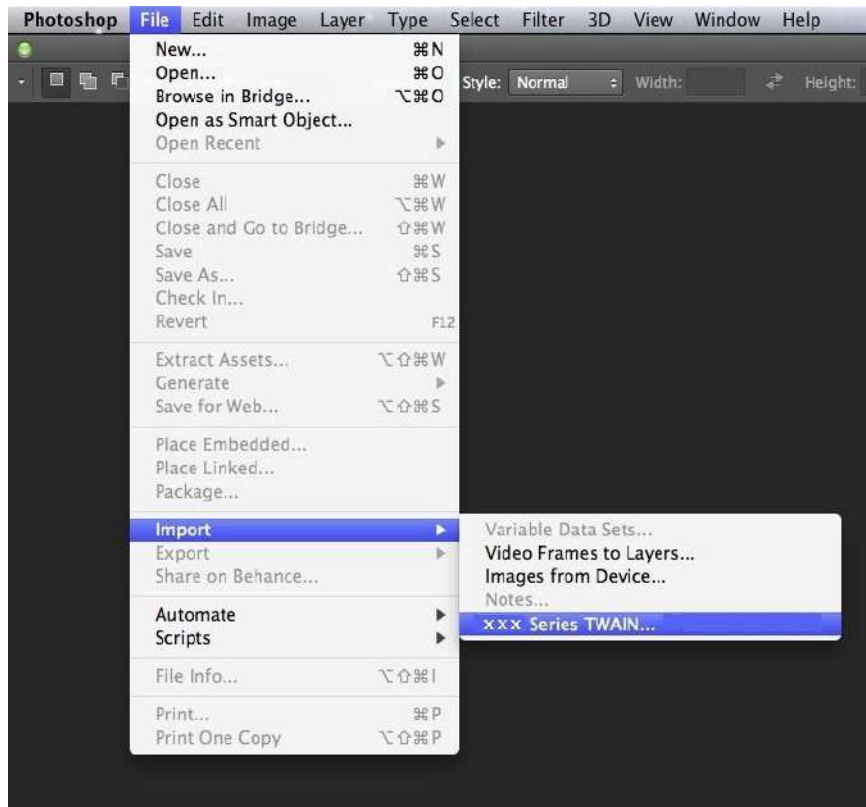 Photoshop File Edit Image Layer Type Select Filter 3D View Window Help
Style: Normal Width: Height:
New... ⌘N
Open... ⌘O
Browse in Bridge... ⌥⌘O
Open as Smart Object...
Open Recent
Close ⌘W
Close All ⌥⌘W
Close and Go to Bridge... ⇧⌘W
Save ⌘S
Save As... ⇧⌘S
Check In...
Revert F12
Extract Assets... ⌥⇧⌘W
Generate
Save for Web... ⌥⇧⌘S
Place Embedded...
Place Linked...
Package...
Import
Export
Share on Behance...
Automate
Scripts
File Info... ⌥⇧⌘I
Print... ⌘P
Print One Copy ⌥⇧⌘P
Variable Data Sets...
Video Frames to Layers...
Images from Device...
Notes...
xxx Series TWAIN...